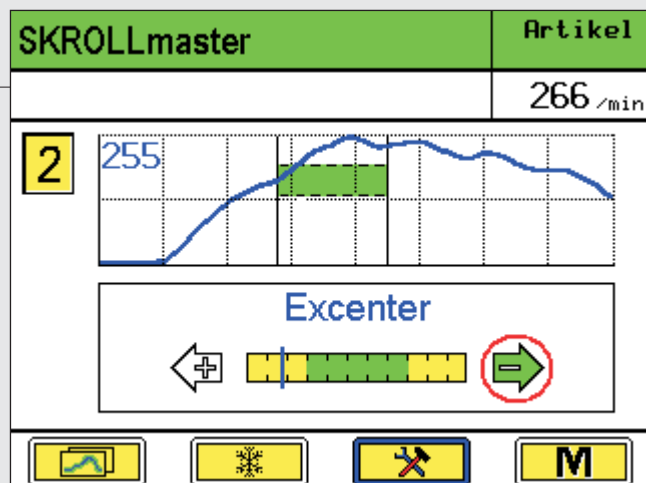 SKROLLmaster
Artikel
266 /min
2
255
Excenter
+
-
M